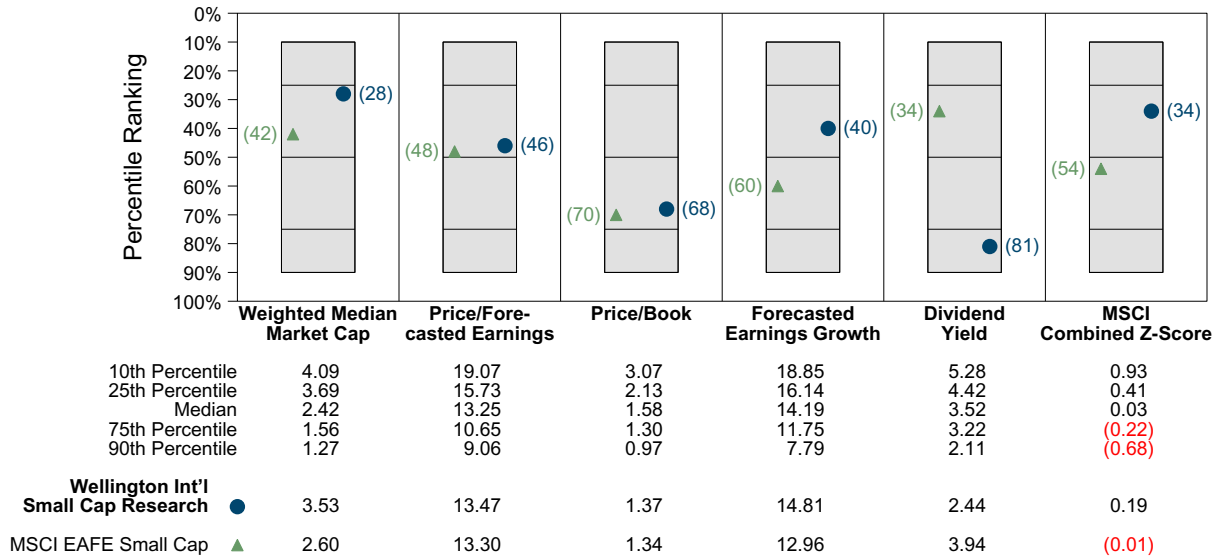 0%
10%
20%
30%
40%
50%
60%
70%
80%
90%
100%
Percentile Ranking
(28)
(42)
(48)
(46)
(70)
(68)
(40)
(60)
(34)
(81)
(34)
(54)
Weighted Median
Market Cap
Price/Fore-
casted Earnings
Price/Book
Forecasted
Earnings Growth
Dividend
Yield
MSCI
Combined Z-Score
10th Percentile 4.09 19.07 3.07 18.85 5.28 0.93
25th Percentile 3.69 15.73 2.13 16.14 4.42 0.41
Median 2.42 13.25 1.58 14.19 3.52 0.03
75th Percentile 1.56 10.65 1.30 11.75 3.22 (0.22)
90th Percentile 1.27 9.06 0.97 7.79 2.11 (0.68)
Wellington Int'l
Small Cap Research 3.53 13.47 1.37 14.81 2.44 0.19
MSCI EAFE Small Cap 2.60 13.30 1.34 12.96 3.94 (0.01)